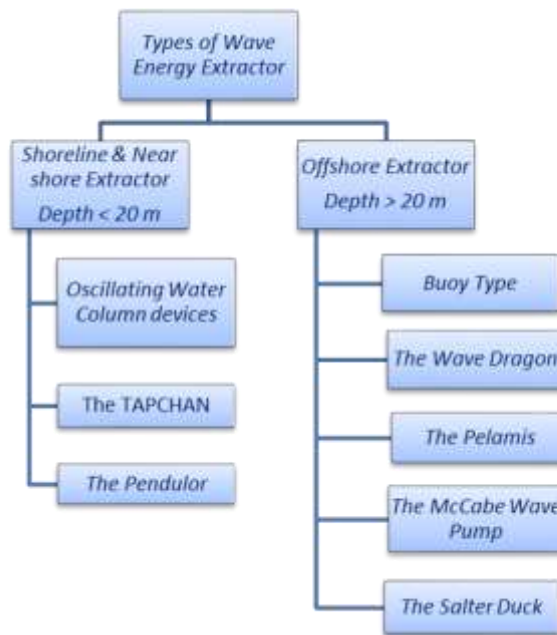 Types of Wave
Energy Extractor
Shoreline & Near
shore Extractor
Depth < 20 m
Offshore Extractor
Depth > 20 m
Oscillating Water
Column devices
The TAPCHAN
The Pendulor
Buoy Type
The Wave Dragon
The Pelamis
The McCabe Wave
Pump
The Salter Duck